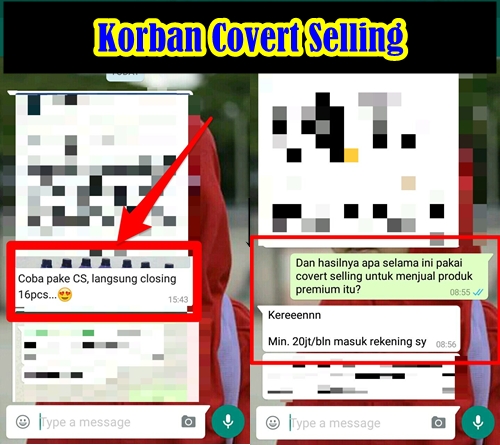 Korban Covert Selling
TODAY
Coba pake CS, langsung closing
16pcs...😍
15:43
Type a message
Dan hasilnya apa selama ini pakai
covert selling untuk menjual produk
premium itu?
08:55
Kereeennn
Min. 20jt/bln masuk rekening sy
08:56
Type a message